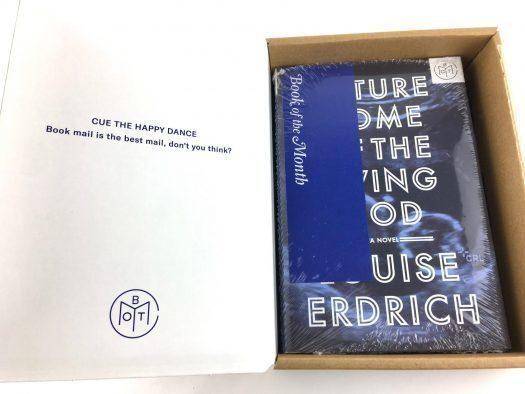 CUE THE HAPPY DANCE
Book mail is the best mail, don't you think?
B
O T
M
Book of the Month
TURE
OME
F THE
VING
OD
A NOVEL
OUISE
ERDRICH